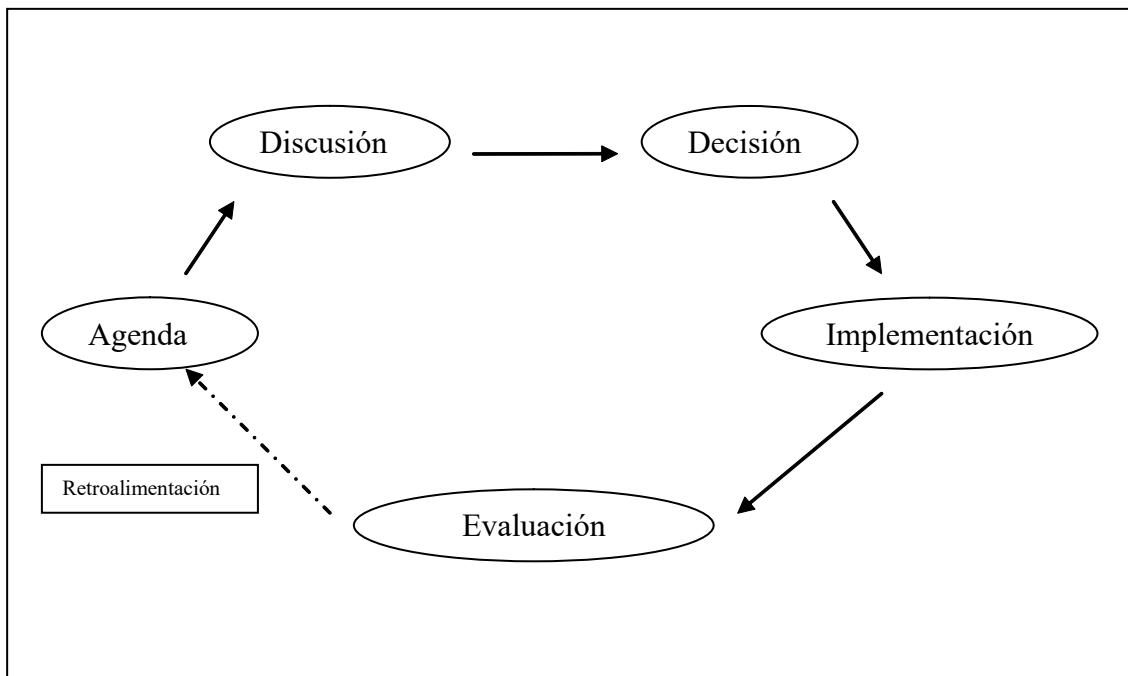 Discusión
Decisión
Agenda
Implementación
Retroalimentación
Evaluación